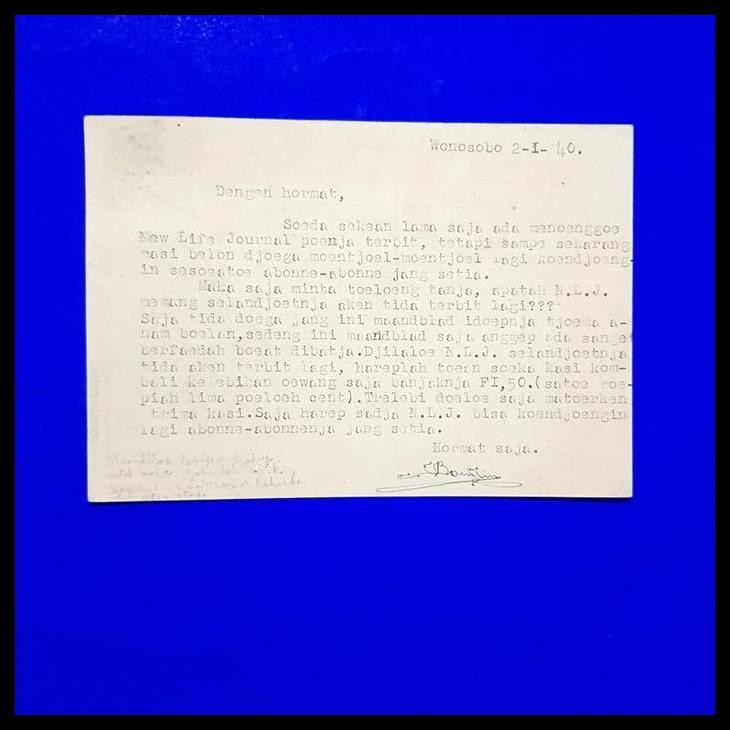 Wonosobo 2-I-'40.
Dengen hormat,
Soeda sekean lama saja ada menoenggoe
New Life Journal poenja terbit, tetapi sampe sekarang
masi belon djoega moentjoel-moentjoel lagi koendjoeng-
in sesoeatoe abonne-abonne jang setia.
Maka saja minta toeloeng tanja, apatah N.L.J.
memang selandjoetnja aken tida terbit lagi???
Saja tida doega jang ini maandblad idoepnja tjoema a-
nam boelan,sedeng ini maandblad saja anggep ada sanget
berfaedah boeat dibatja.Djilaloe N.L.J. selandjoetnja
tida aken terbit lagi, hareplah toean soeka kasi kom-
bali kelebihan oewang saja banjaknja Fl,50.(satoe roe-
piah lima poeloeh cent).Trelebi doeloe saja matoerken
trima kasi.Saja harep sadja N.L.J. bisa koendjoengin
lagi abonne-abonnenja jang setia.
Hormat saja.